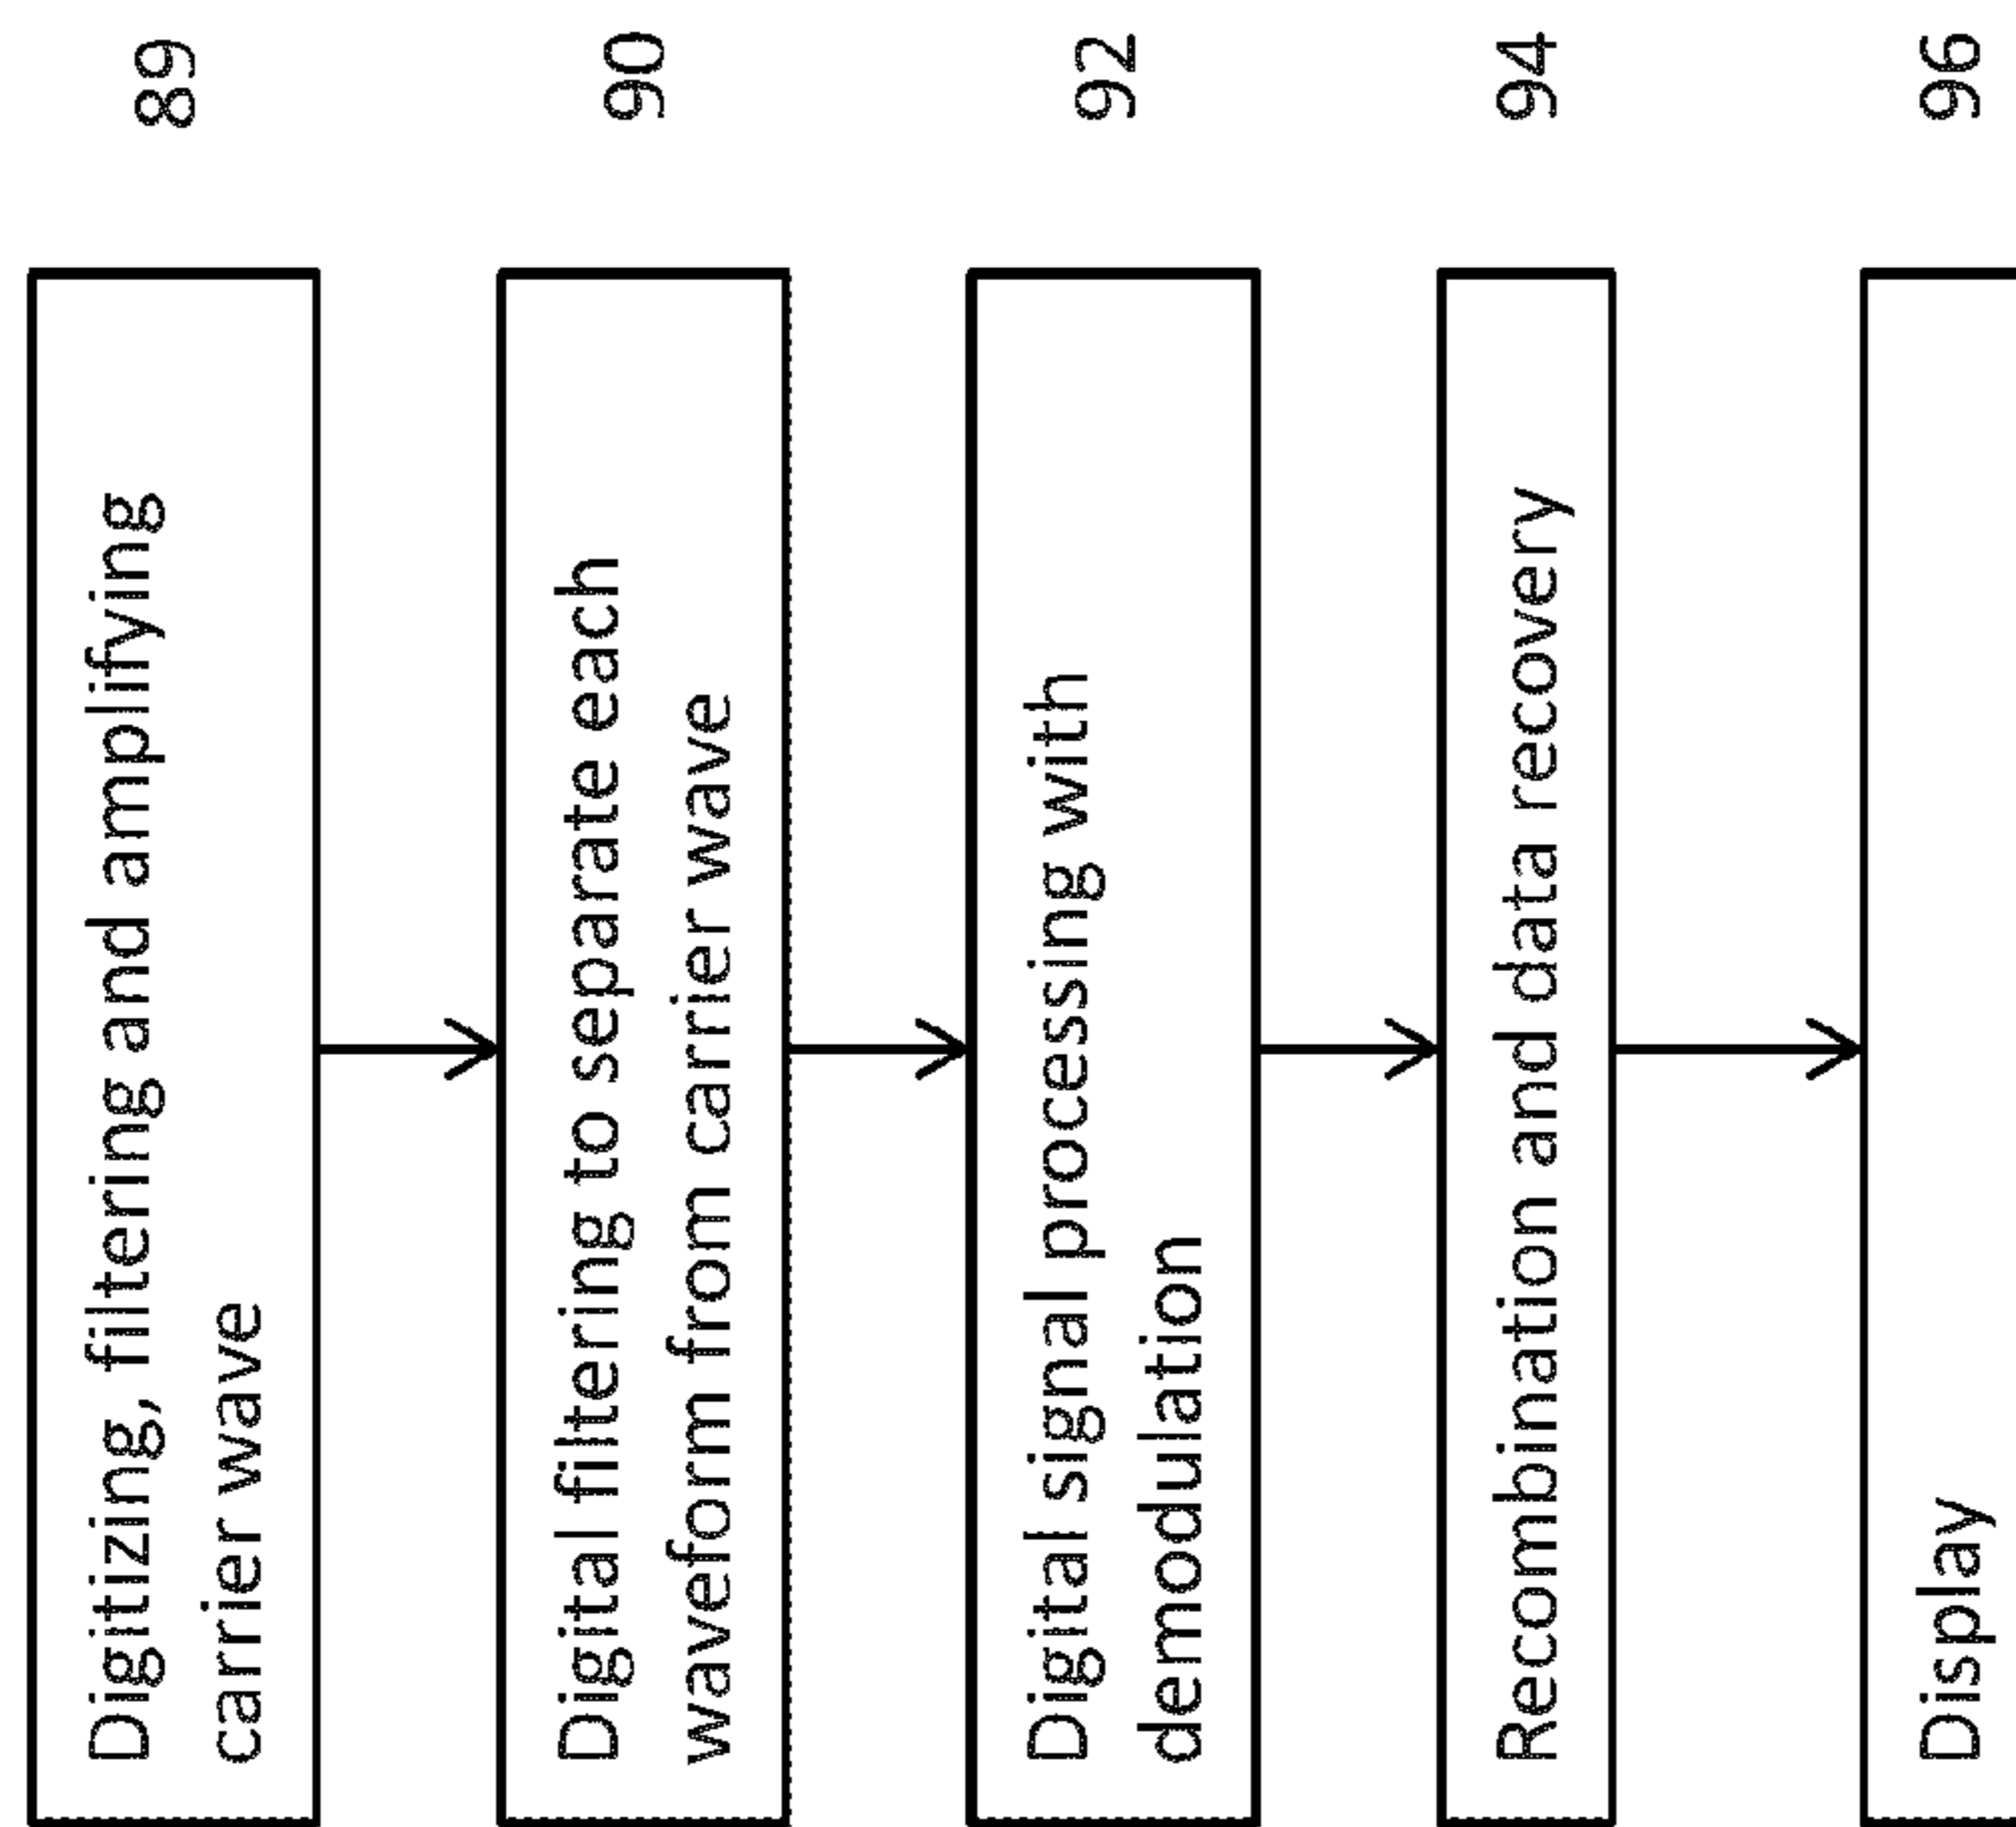 Digitizing, filtering and amplifying
carrier wave
89
Digital filtering to separate each
waveform from carrier wave
90
Digital signal processing with
demodulation
92
Recombination and data recovery
94
Display
96